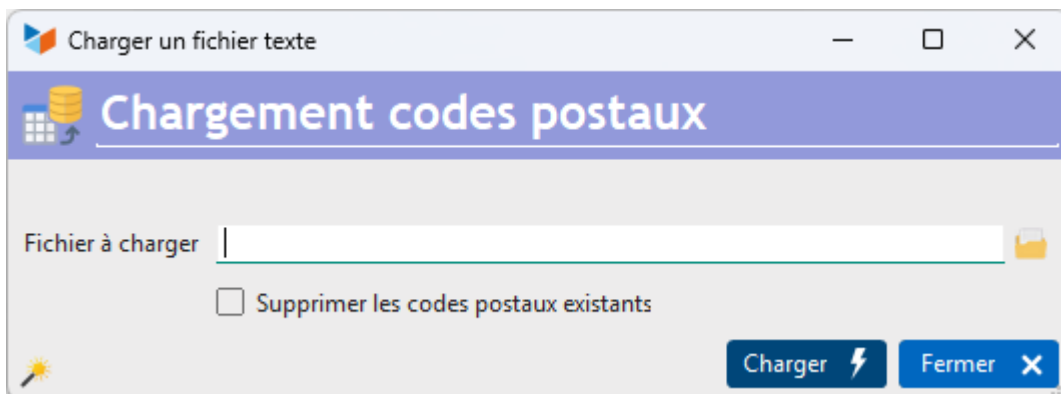 Charger un fichier texte
Chargement codes postaux
Fichier à charger
Supprimer les codes postaux existants
Charger
Fermer